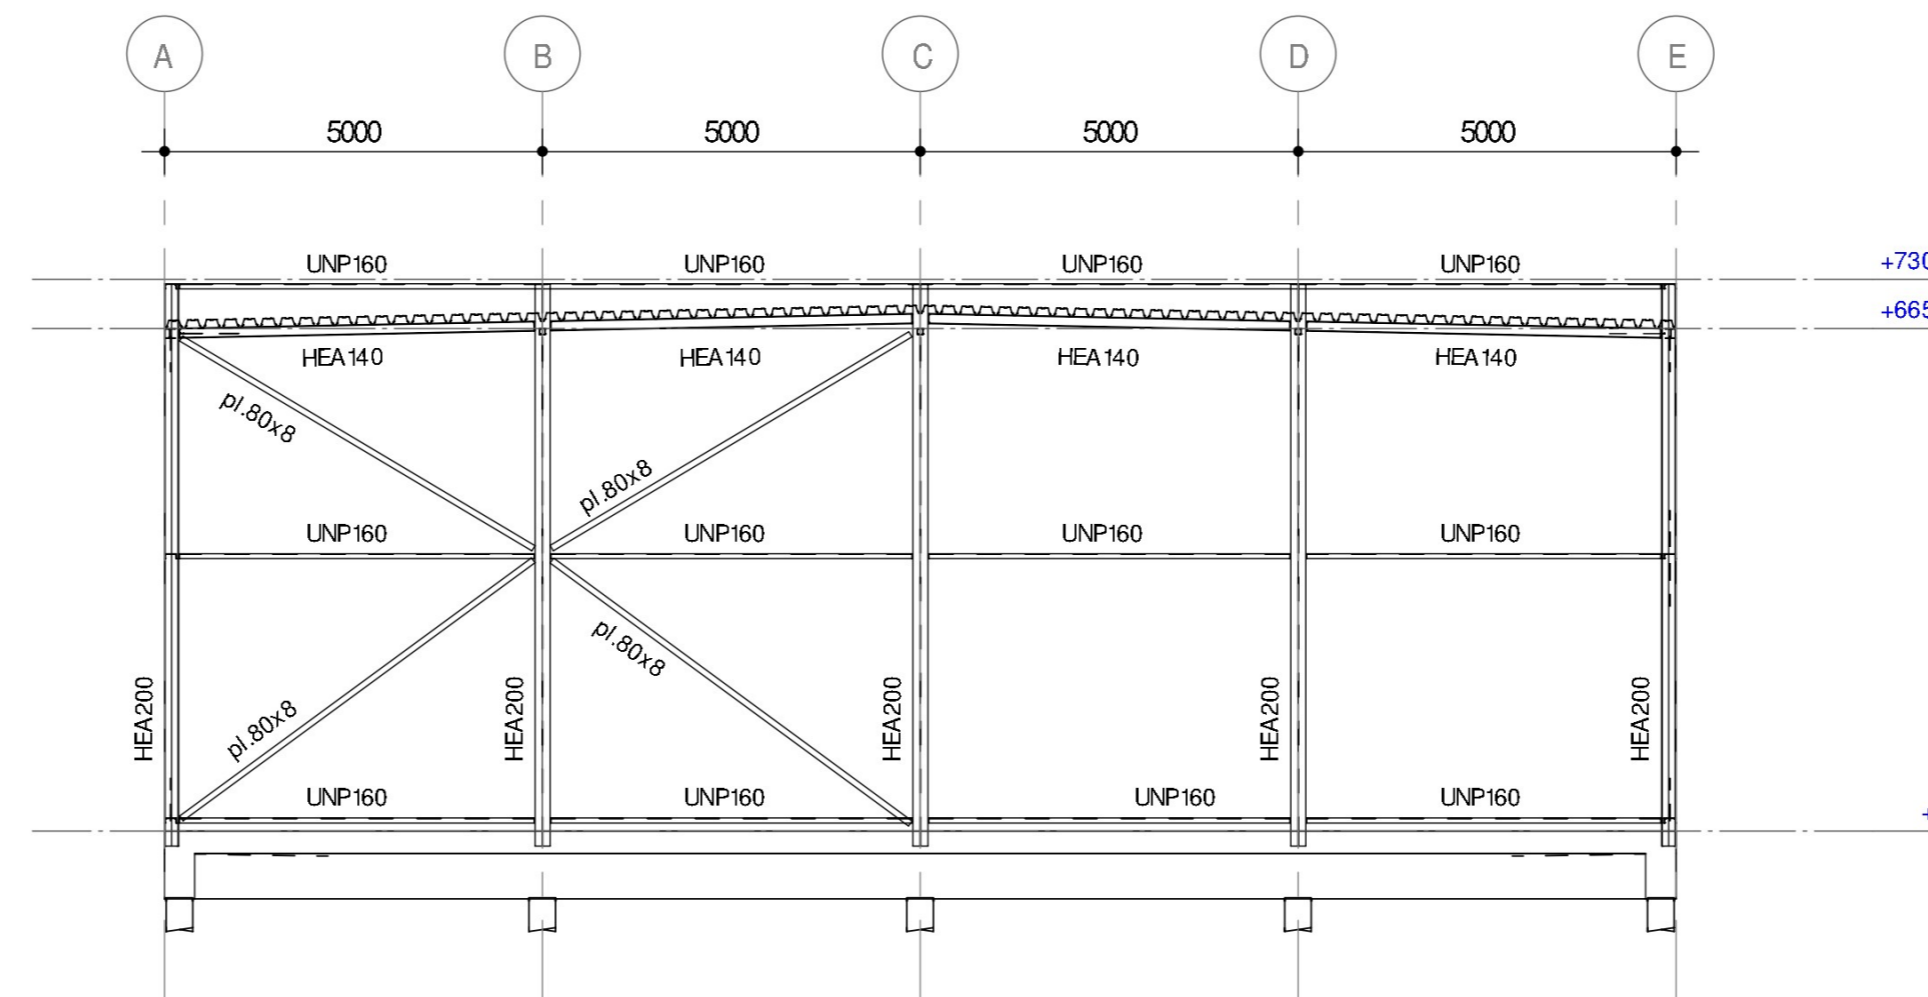 A B C D E
5000 5000 5000 5000
UNP160 UNP160 UNP160 UNP160
+730
+665
HEA140 HEA140 HEA140 HEA140
pl.80x8
pl.80x8
UNP160 UNP160 UNP160 UNP160
pl.80x8
pl.80x8
HEA200 HEA200 HEA200 HEA200 HEA200
UNP160 UNP160 UNP160 UNP160
+